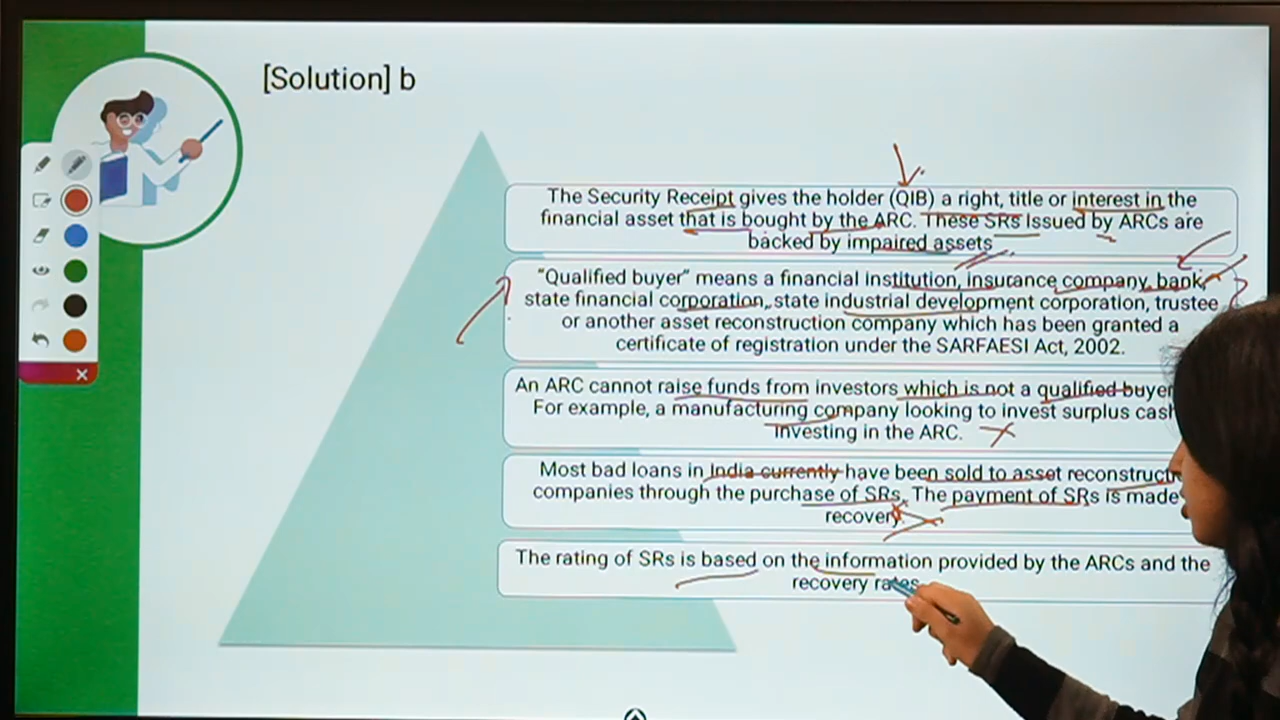 [Solution] b
The Security Receipt gives the holder (QIB) a right, title or interest in the
financial asset that is bought by the ARC. These SRs Issued by ARCs are
backed by impaired assets
“Qualified buyer” means a financial institution, insurance company, bank,
state financial corporation, state industrial development corporation, trustee
or another asset reconstruction company which has been granted a
certificate of registration under the SARFAESI Act, 2002.
An ARC cannot raise funds from investors which is not a qualified buyer
For example, a manufacturing company looking to invest surplus cash
investing in the ARC.
Most bad loans in India currently have been sold to asset
companies through the purchase of SRs. The payment of SRs is made
recovery.
The rating of SRs is based on the information provided by the ARCs and the
recovery rates